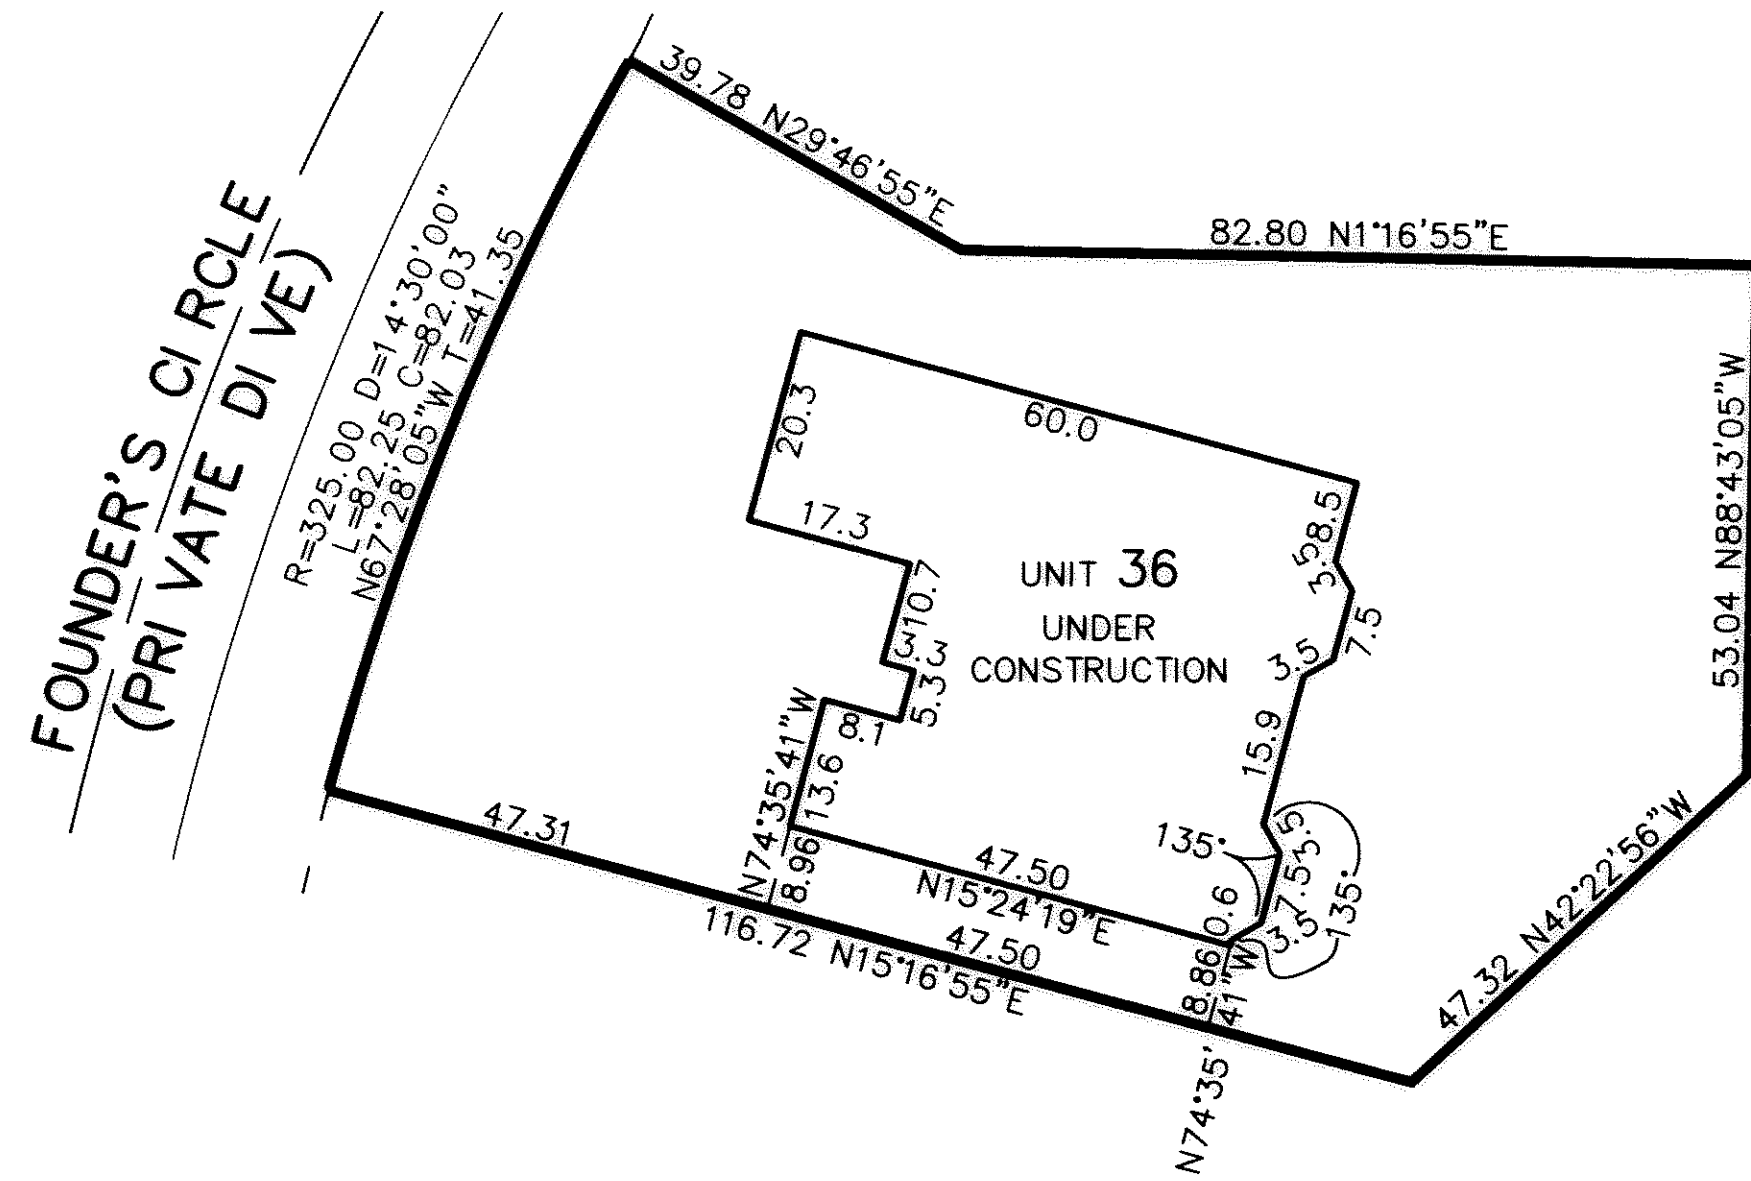 FOUNDER'S CI RCLE
(PRI VATE DI VE)
R=325.00 D=14°30'00"
L=82.25 C=82.03
N67°28'05"W T=41.35
39.78 N29°46'55"E
82.80 N1°16'55"E
53.04 N88°43'05"W
47.32 N42°22'56"W
60.0
20.3
17.3
10.7
3.3
5.3
8.1
13.6
N74°35'41"W
8.96
UNIT 36
UNDER
CONSTRUCTION
8.5
3.5
7.5
3.5
15.9
3.5
7.5
3.5
135°
135°
0.6
47.50
N15°24'19"E
47.31
47.50
116.72 N15°16'55"E
8.86
N74°35'41"W